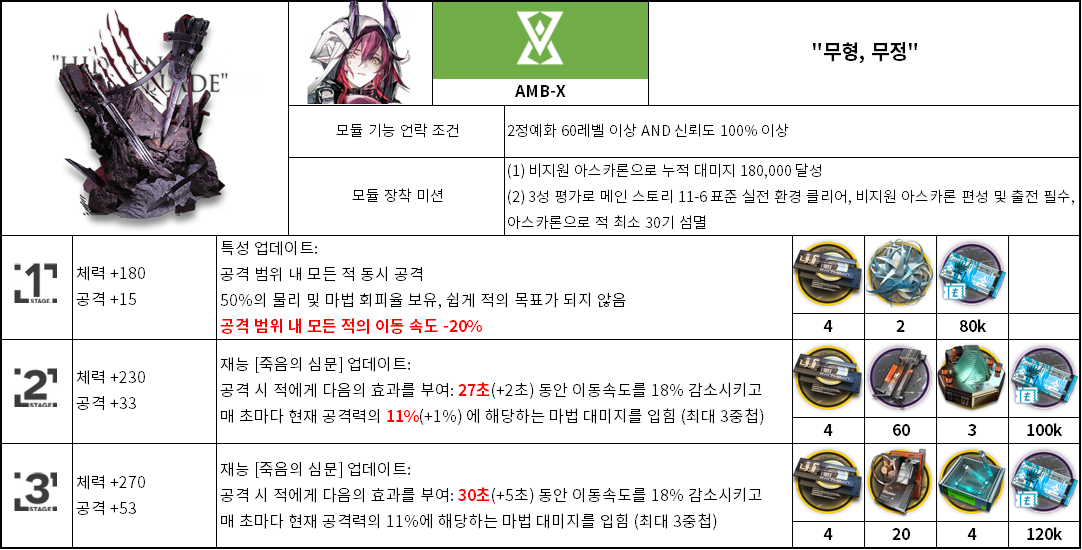 "HIDDEN
BLADE"
AMB-X
"무형, 무정"
모듈 기능 언락 조건
2정예화 60레벨 이상 AND 신뢰도 100% 이상
모듈 장착 미션
(1) 비지원 아스카론으로 누적 대미지 180,000 달성
(2) 3성 평가로 메인 스토리 11-6 표준 실전 환경 클리어, 비지원 아스카론 편성 및 출전 필수,
아스카론으로 적 최소 30기 섬멸
1
STAGE
체력 +180
공격 +15
특성 업데이트:
공격 범위 내 모든 적 동시 공격
50%의 물리 및 마법 회피율 보유, 쉽게 적의 목표가 되지 않음
공격 범위 내 모든 적의 이동 속도 -20%
4
2
80k
2
STAGE
체력 +230
공격 +33
재능 [죽음의 심문] 업데이트:
공격 시 적에게 다음의 효과를 부여: 27초(+2초) 동안 이동속도를 18% 감소시키고
매 초마다 현재 공격력의 11%(+1%) 에 해당하는 마법 대미지를 입힘 (최대 3중첩)
4
60
3
100k
3
STAGE
체력 +270
공격 +53
재능 [죽음의 심문] 업데이트:
공격 시 적에게 다음의 효과를 부여: 30초(+5초) 동안 이동속도를 18% 감소시키고
매 초마다 현재 공격력의 11%에 해당하는 마법 대미지를 입힘 (최대 3중첩)
4
20
4
120k